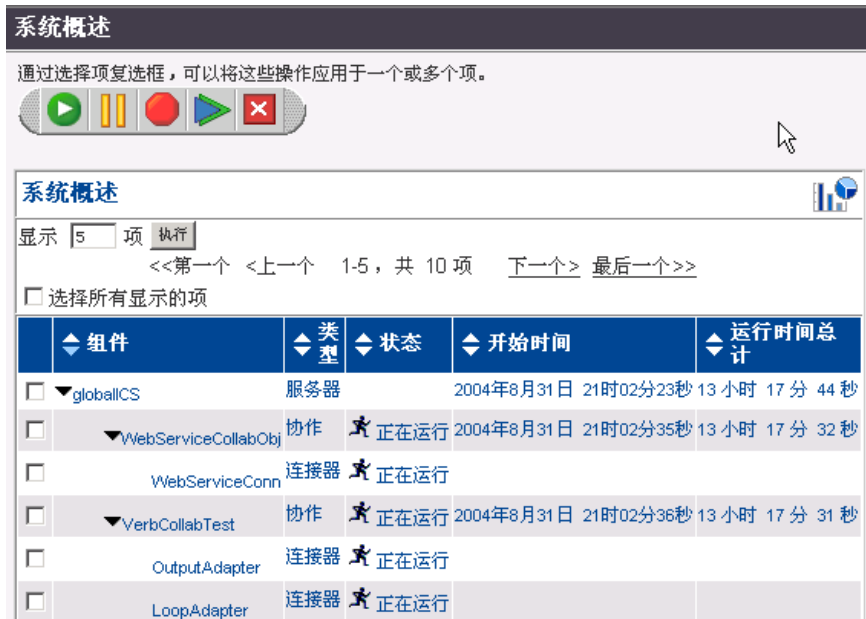 系统概述
通过选择项复选框，可以将这些操作应用于一个或多个项。
系统概述
显示 5 项 执行
<<第一个 <上一个 1-5，共 10 项 下一个> 最后一个>>
选择所有显示的项
组件 类型 状态 开始时间 运行时间总计
globalICS 服务器 2004年8月31日 21时02分23秒 13 小时 17 分 44 秒
WebServiceCollabObj 协作 正在运行 2004年8月31日 21时02分35秒 13 小时 17 分 32 秒
WebServiceConn 连接器 正在运行
VerbCollabTest 协作 正在运行 2004年8月31日 21时02分36秒 13 小时 17 分 31 秒
OutputAdapter 连接器 正在运行
LoopAdapter 连接器 正在运行